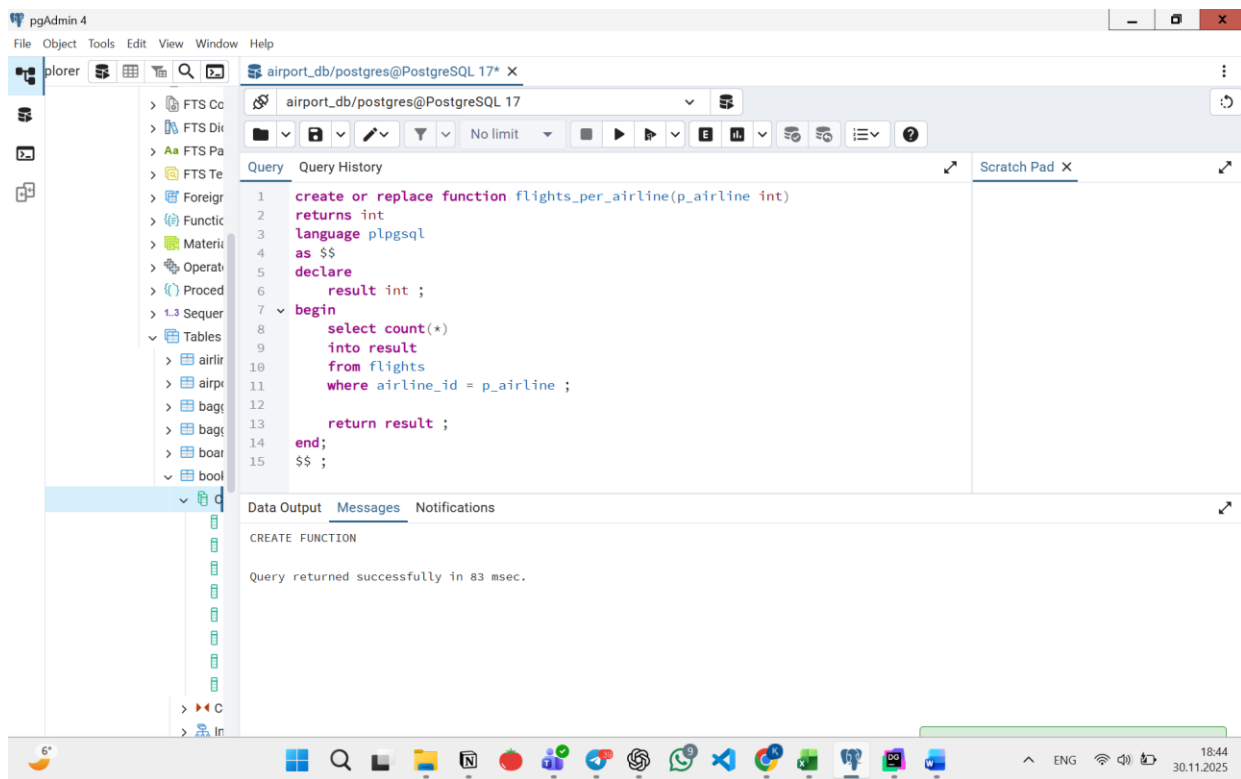 pgAdmin 4
File Object Tools Edit View Window Help
plorer
airport_db/postgres@PostgreSQL 17*
airport_db/postgres@PostgreSQL 17
No limit
Query Query History
Scratch Pad
FTS Co
FTS Dic
Aa FTS Pa
FTS Te
Foreigr
Functic
Materia
Operat
Proced
1..3 Sequer
Tables
airlir
airpo
bagg
bagg
boar
bool
C
C
In
1 create or replace function flights_per_airline(p_airline int)
2 returns int
3 language plpgsql
4 as $$
5 declare
6 result int ;
7 begin
8 select count(*)
9 into result
10 from flights
11 where airline_id = p_airline ;
12
13 return result ;
14 end;
15 $$ ;
Data Output Messages Notifications
CREATE FUNCTION
Query returned successfully in 83 msec.
6°
ENG
18:44
30.11.2025